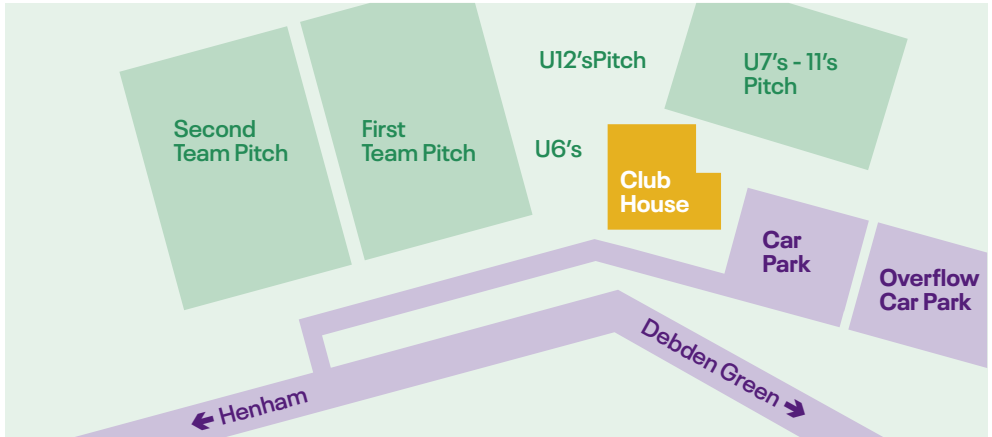 U12'sPitch
U7's - 11's
Pitch
Second
Team Pitch
First
Team Pitch
U6's
Club
House
Car
Park
Overflow
Car Park
Debden Green →
← Henham